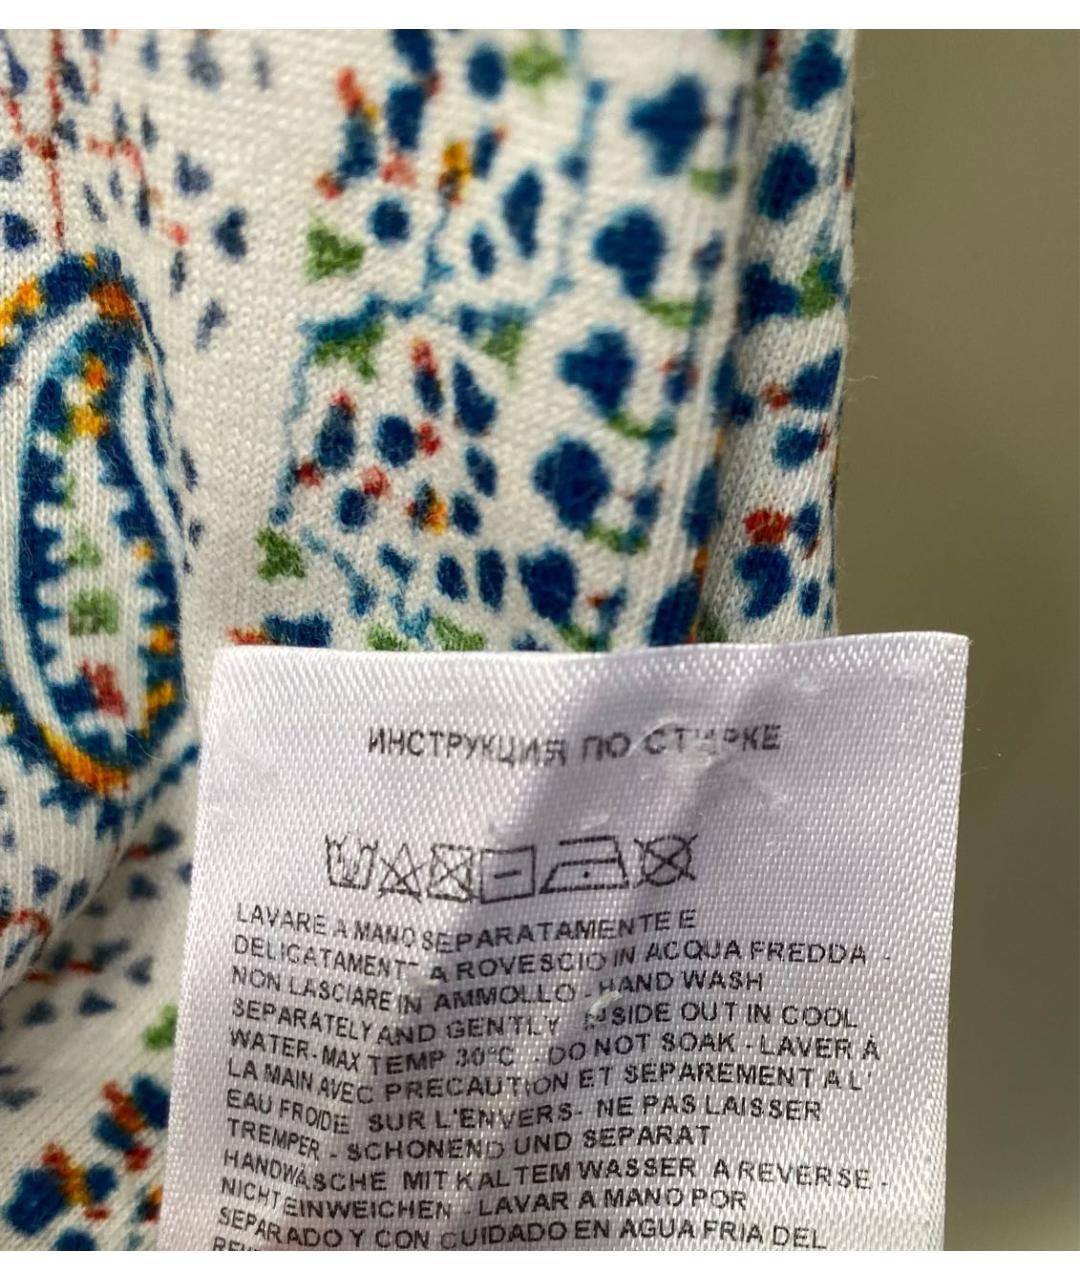 ИНСТРУКЦИЯ ПО СТИРКЕ
LAVARE A MANO SEPARATAMENTE E
DELICATAMENT A ROVESCIO IN ACQUA FREDDA -
NON LASCIARE IN AMMOLLO - HAND WASH
SEPARATELY AND GENTLY INSIDE OUT IN COOL
WATER-MAX TEMP 30°C - DO NOT SOAK - LAVER À
LA MAIN AVEC PRECAUTION ET SEPAREMENT A L'
EAU FROIDE SUR L'ENVERS- NE PAS LAISSER
TREMPER - SCHONEND UND SEPARAT
HANDWÄSCHE MIT KALTEM WASSER A REVERSE -
NICHT EINWEICHEN - LAVAR A MANO POR
SEPARADO Y CON CUIDADO EN AGUA FRIA DEL